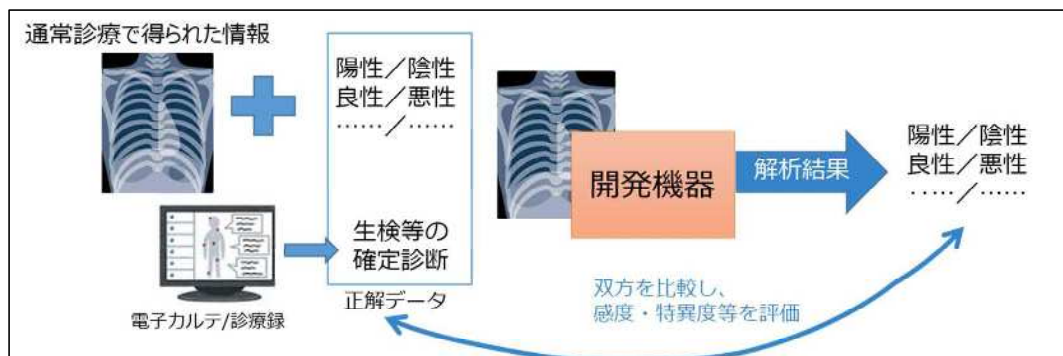 通常診療で得られた情報
陽性／陰性
良性／悪性
……／……
生検等の
確定診断
正解データ
電子カルテ/診療録
開発機器
解析結果
陽性／陰性
良性／悪性
‥…／……
双方を比較し、
感度・特異度等を評価